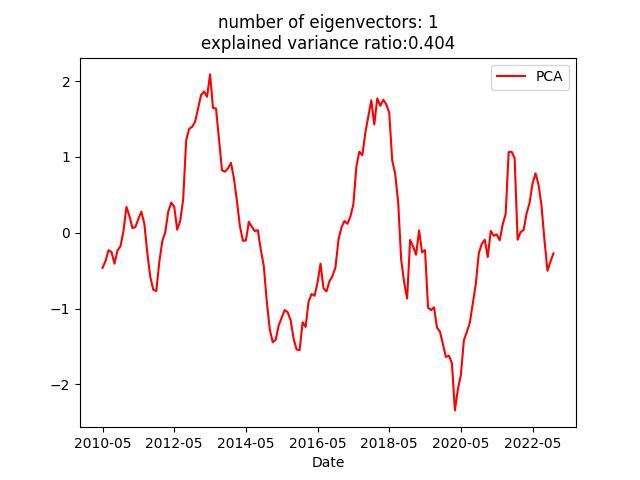 number of eigenvectors: 1
explained variance ratio:0.404
PCA
2
1
0
−1
−2
2010-05 2012-05 2014-05 2016-05 2018-05 2020-05 2022-05
Date